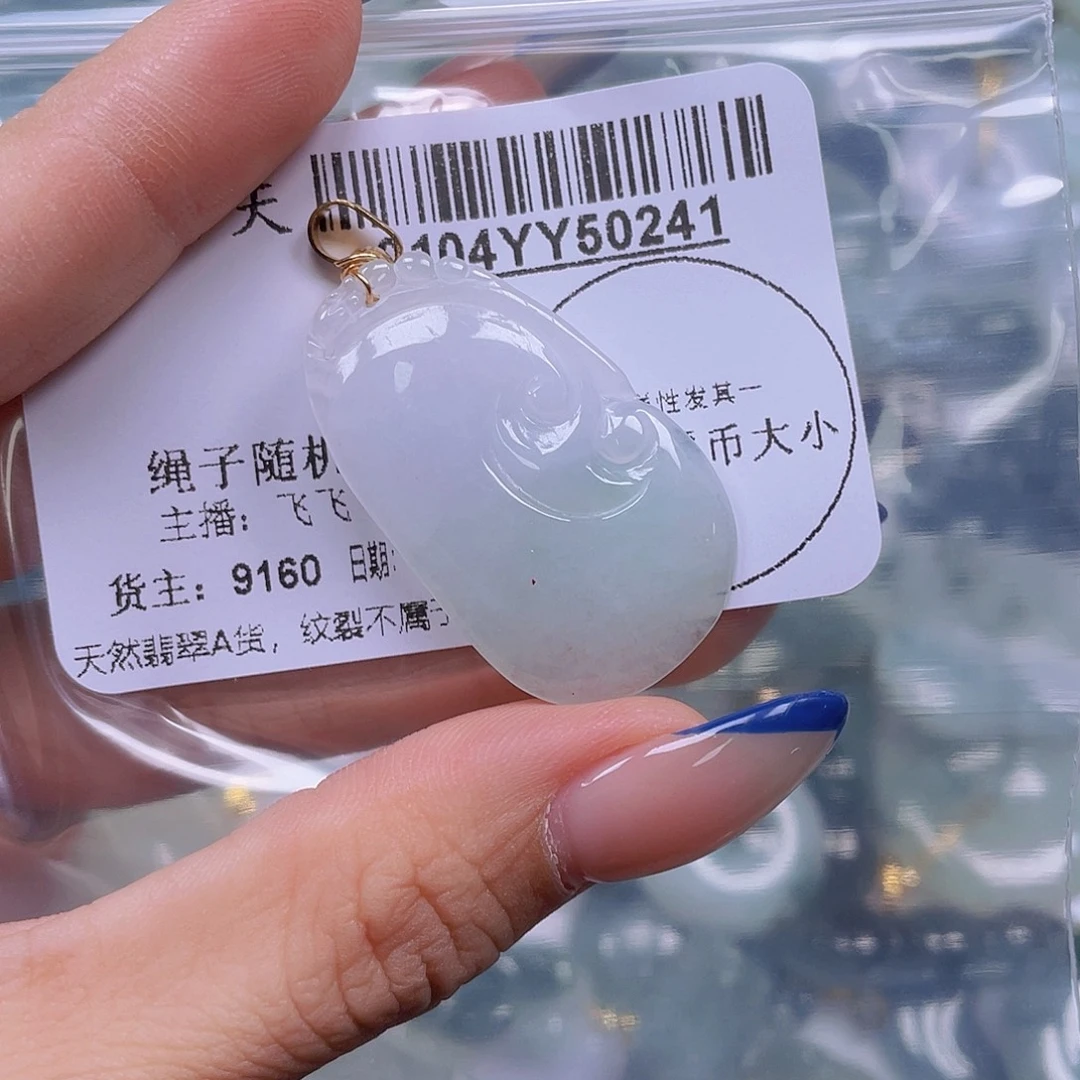 天
104YY50241
性发其一
币大小
绳子随机
主播：飞飞
货主：9160 日期:
天然翡翠A货，纹裂不属于